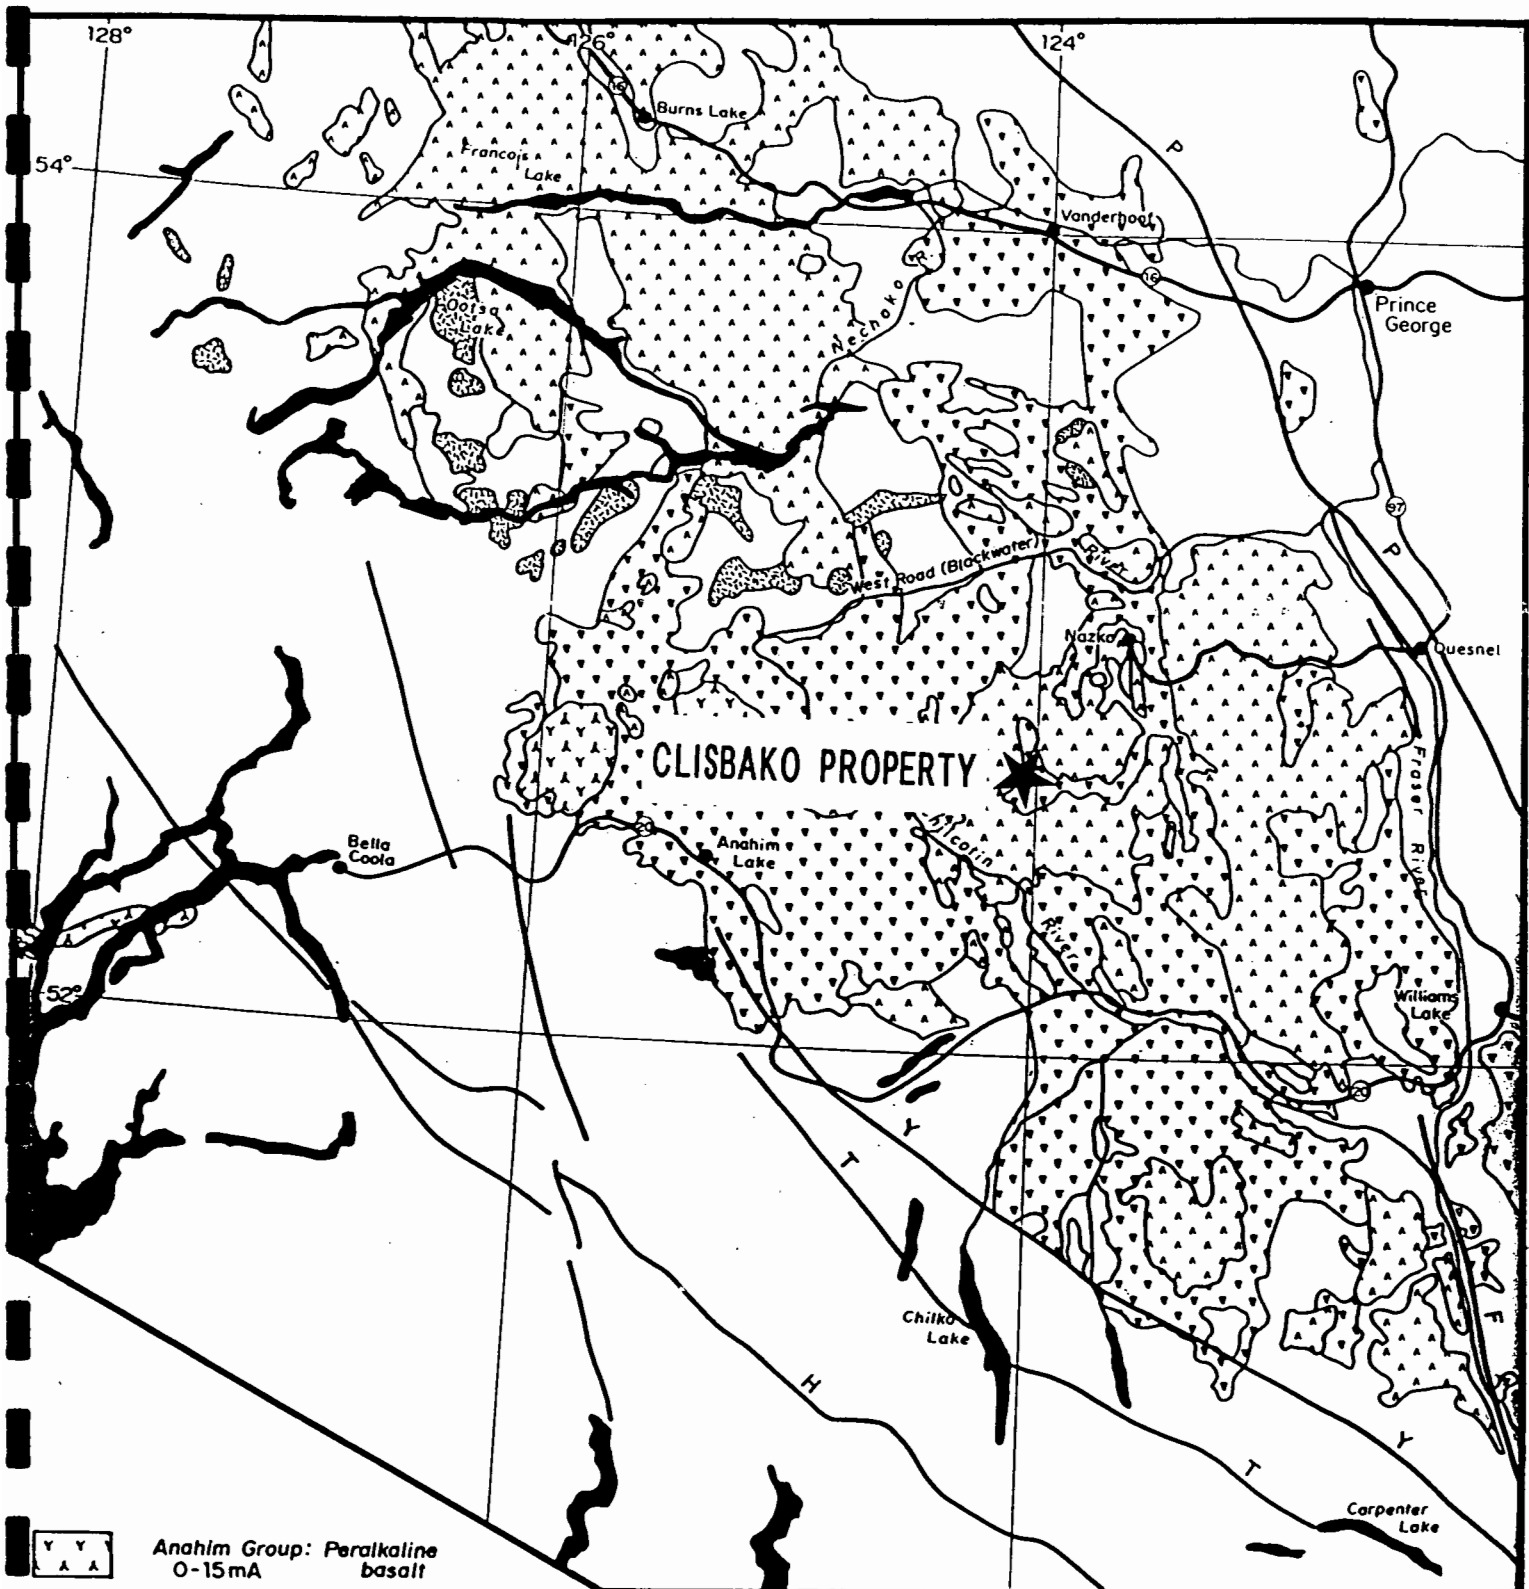 128°
126°
124°
16
Burns Lake
54°
Francois
Lake
P
Vanderhoof
R.
16
Nechako
Prince
George
Ootsa
Lake
97
P
West Road (Blackwater)
River
Nazko
Quesnel
CLISBAKO PROPERTY
Fraser River
20
Bella
Coola
Anahim
Lake
Chilcotin
River
52°
Williams
Lake
20
Y
T
F
Chilko
Lake
H
Y
T
Carpenter
Lake
Anahim Group: Peralkaline
0-15mA basalt